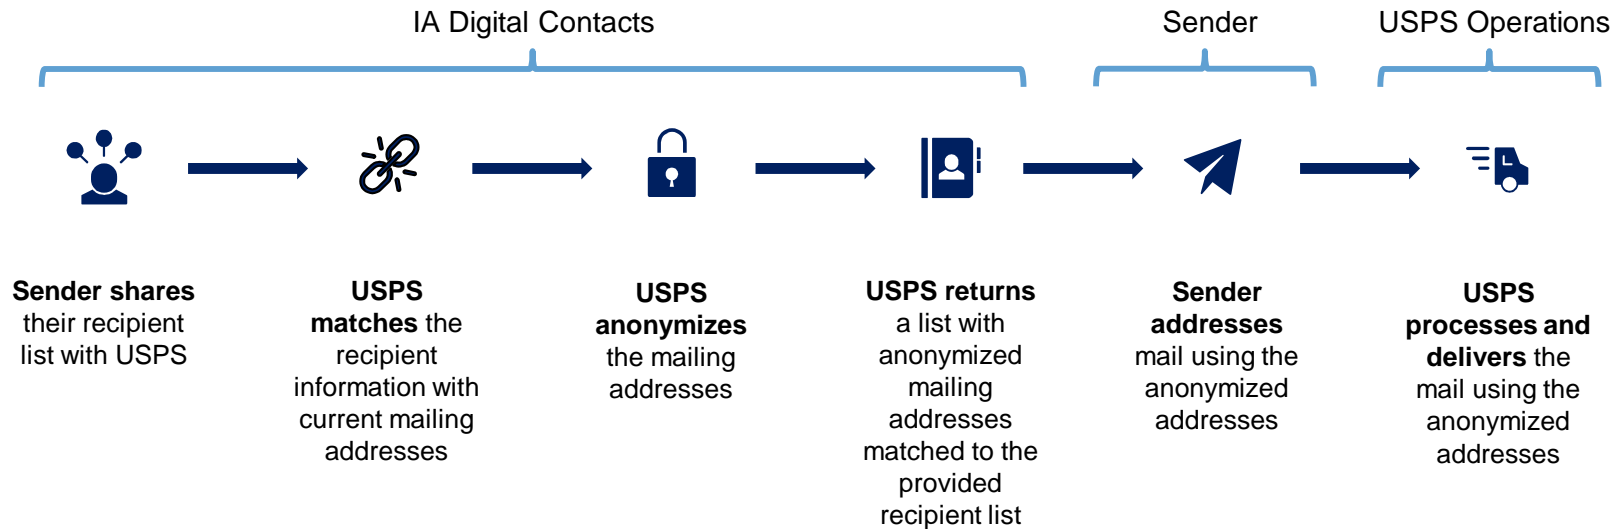 IA Digital Contacts
Sender
USPS Operations
Sender shares
their recipient
list with USPS
USPS
matches the
recipient
information with
current mailing
addresses
USPS
anonymizes
the mailing
addresses
USPS returns
a list with
anonymized
mailing
addresses
matched to the
provided
recipient list
Sender
addresses
mail using the
anonymized
addresses
USPS
processes and
delivers the
mail using the
anonymized
addresses